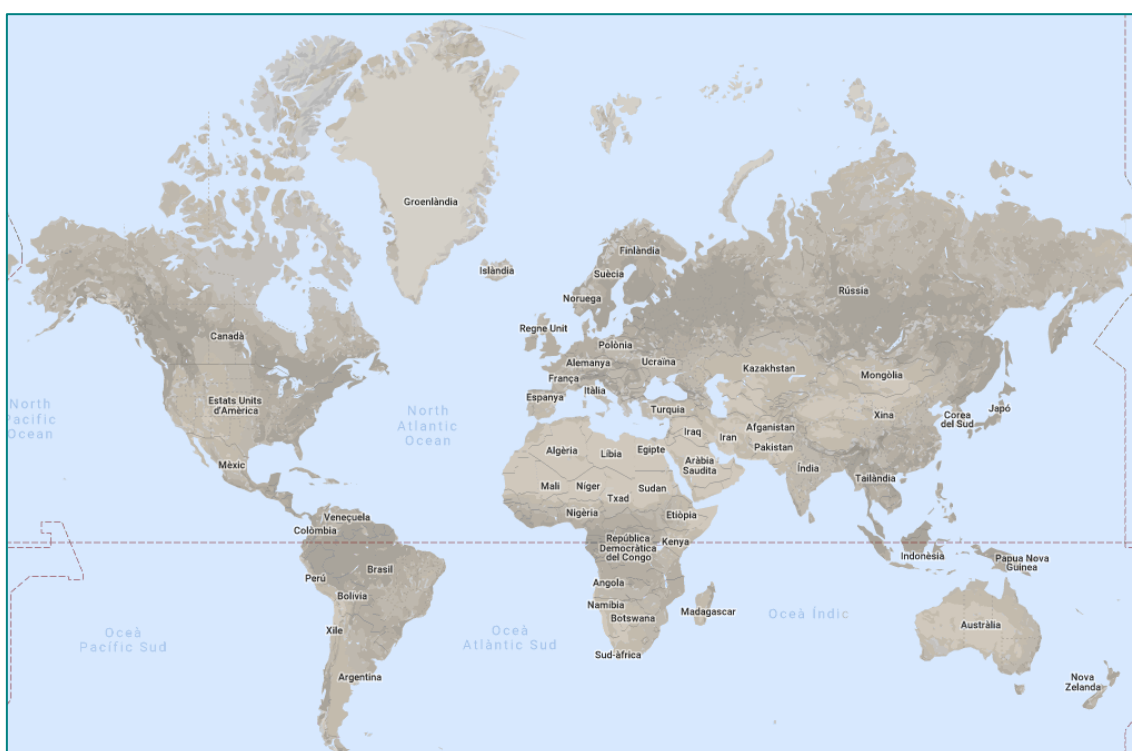 Groenlàndia
Islàndia
Finlàndia
Suècia
Noruega
Rússia
Regne Unit
Polònia
Alemanya
Ucraïna
França
Itàlia
Espanya
Canadà
Estats Units
d'Amèrica
Kazakhstan
Mongòlia
North
Pacific
Ocean
North
Atlantic
Ocean
Turquia
Xina
Corea
del Sud
Japó
Afganistan
Iraq
Iran
Pakistan
Algèria
Líbia
Egipte
Aràbia
Saudita
Índia
Mèxic
Tailàndia
Mali
Níger
Txad
Sudan
Nigèria
Etiòpia
Veneçuela
Colòmbia
República
Democràtica
del Congo
Kenya
Indonèsia
Papua Nova
Guinea
Perú
Brasil
Bolívia
Angola
Namíbia
Botswana
Madagascar
Oceà Índic
Oceà
Pacífic Sud
Xile
Oceà
Atlàntic Sud
Austràlia
Sud-àfrica
Argentina
Nova
Zelanda